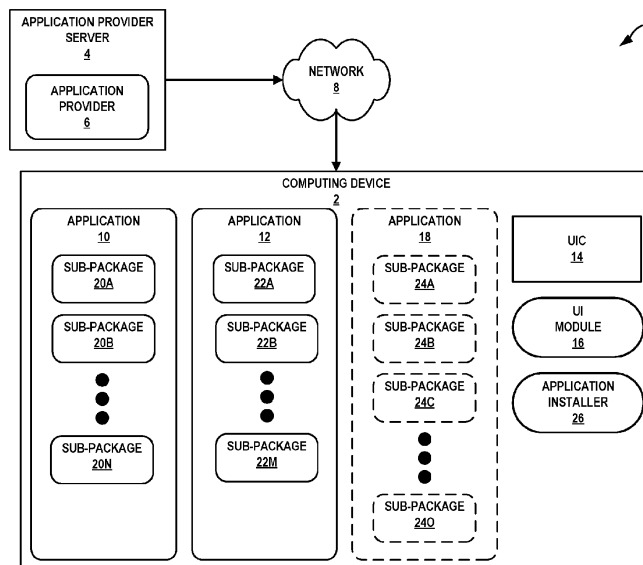 APPLICATION PROVIDER
SERVER
4
APPLICATION
PROVIDER
6
NETWORK
8
COMPUTING DEVICE
2
APPLICATION
10
SUB-PACKAGE
20A
SUB-PACKAGE
20B
SUB-PACKAGE
20N
APPLICATION
12
SUB-PACKAGE
22A
SUB-PACKAGE
22B
SUB-PACKAGE
22M
APPLICATION
18
SUB-PACKAGE
24A
SUB-PACKAGE
24B
SUB-PACKAGE
24C
SUB-PACKAGE
24O
UIC
14
UI
MODULE
16
APPLICATION
INSTALLER
26